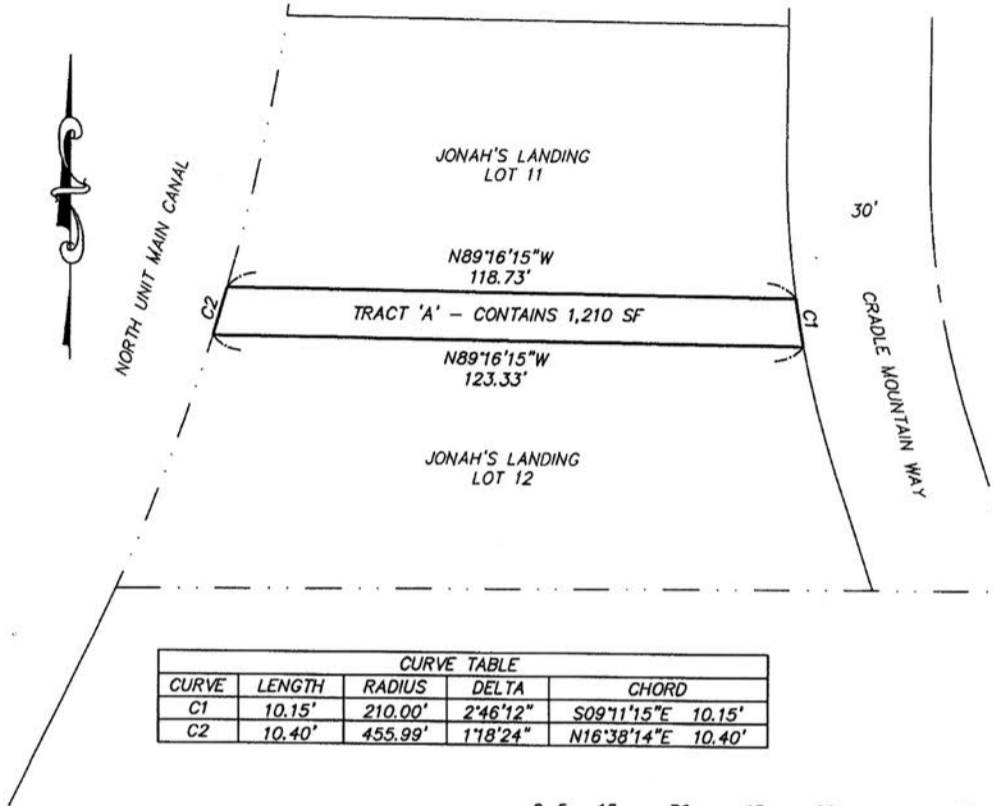 JONAH'S LANDING
LOT 11
NORTH UNIT MAIN CANAL
30'
N89°16'15"W
118.73'
C2
TRACT 'A' – CONTAINS 1,210 SF
C1
N89°16'15"W
123.33'
CRADLE MOUNTAIN WAY
JONAH'S LANDING
LOT 12
CURVE TABLE
CURVE LENGTH RADIUS DELTA CHORD
C1 10.15' 210.00' 2°46'12" S09°11'15"E 10.15'
C2 10.40' 455.99' 1°18'24" N16°38'14"E 10.40'